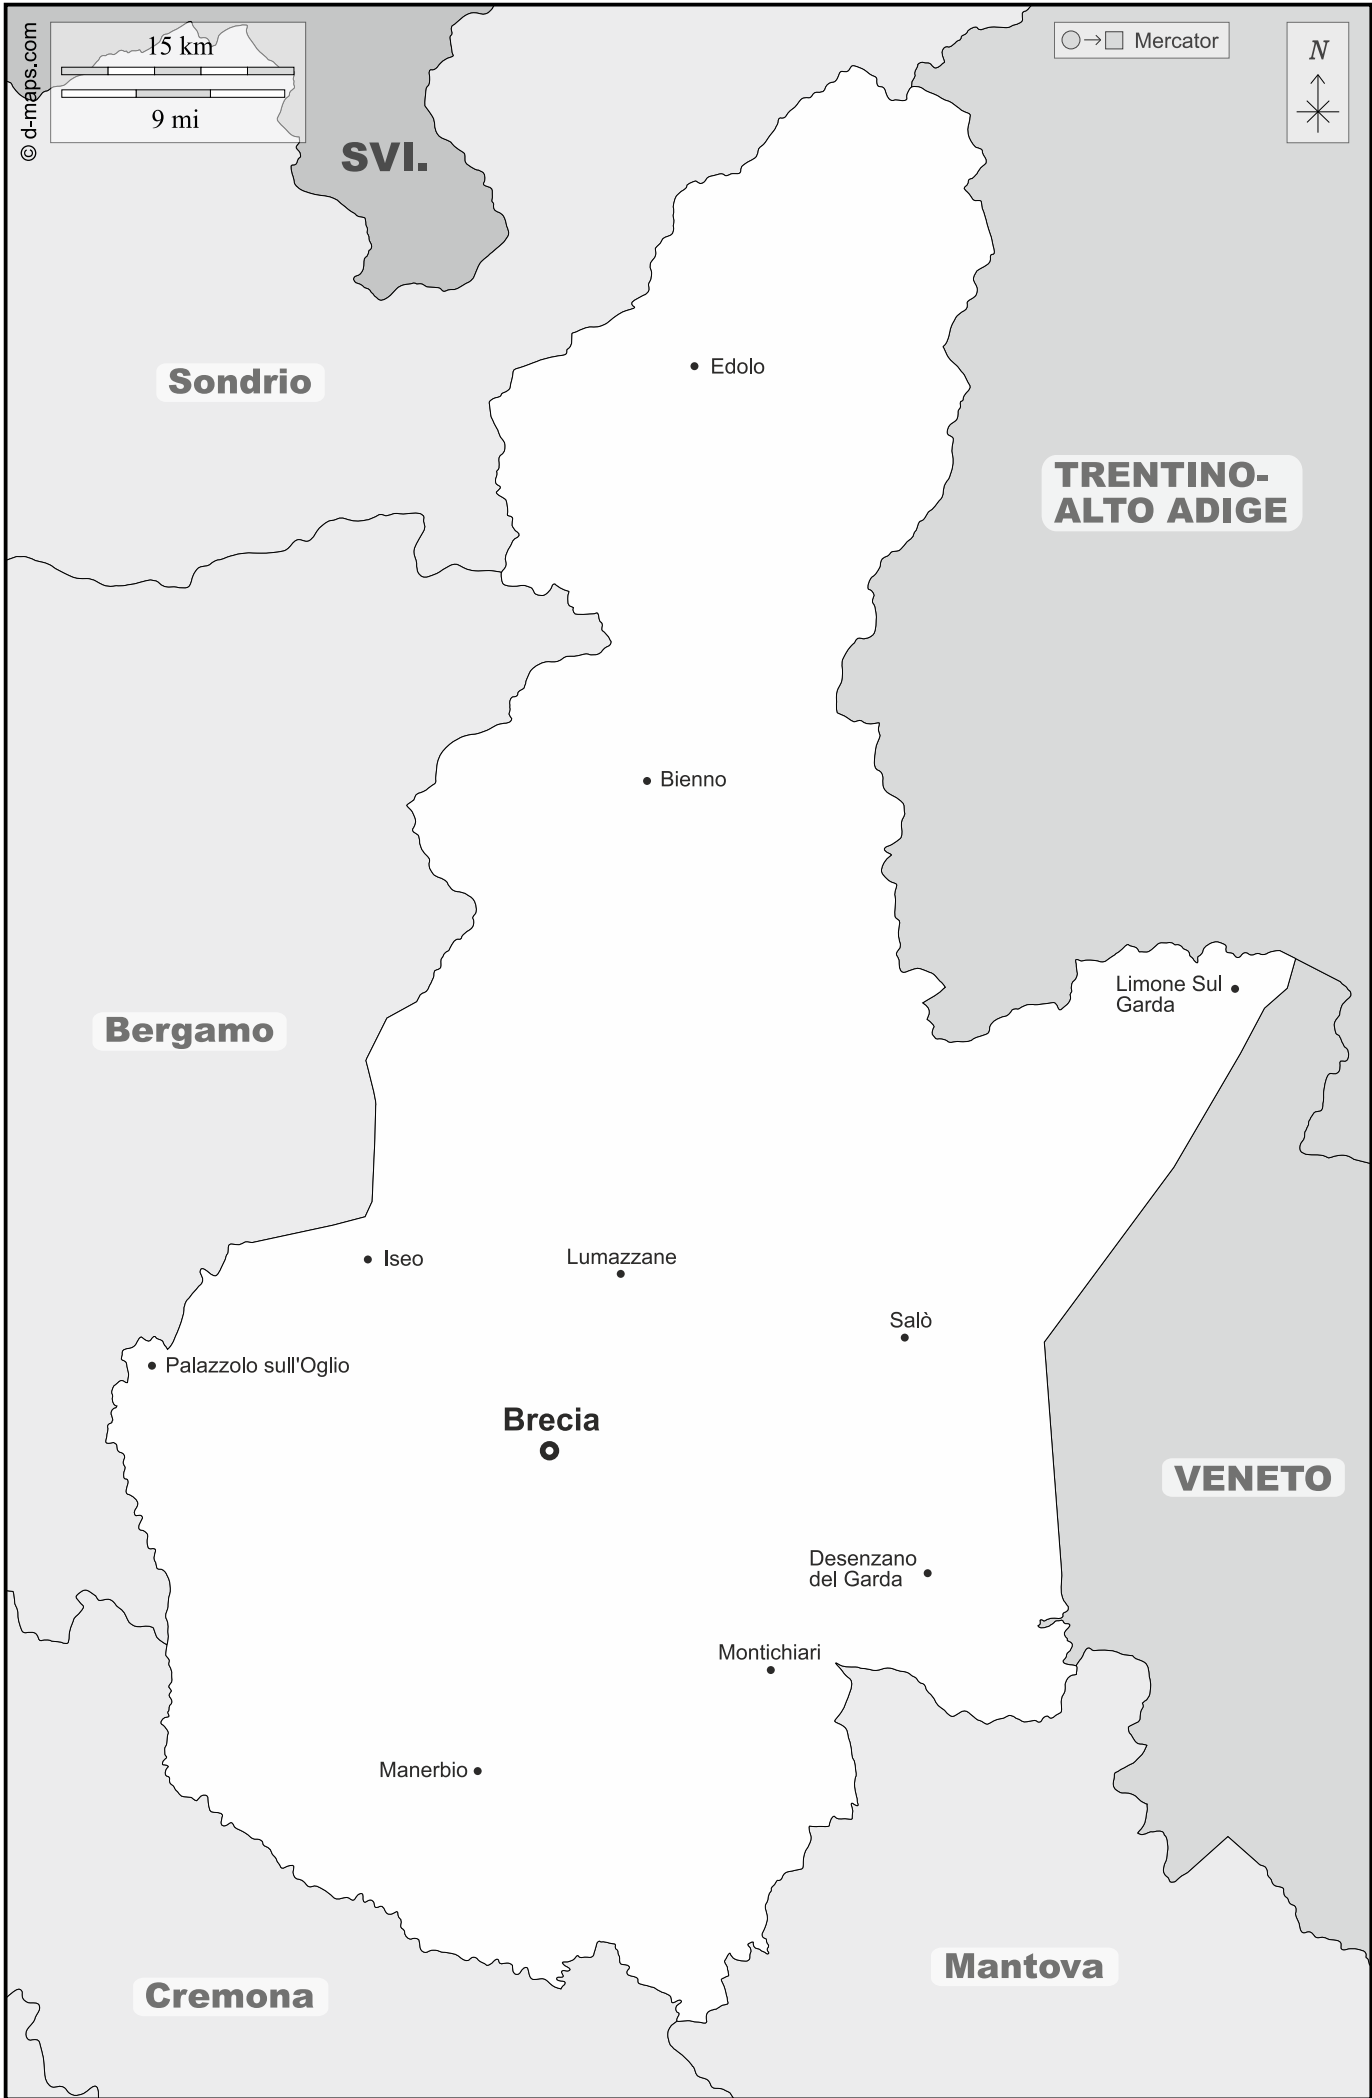 © d-maps.com
15 km
9 mi
Mercator
N
SVI.
Edolo
Sondrio
TRENTINO-
ALTO ADIGE
Bienno
Limone Sul
Garda
Bergamo
Iseo
Lumazzane
Salò
Palazzolo sull'Oglio
Brecia
VENETO
Desenzano
del Garda
Montichiari
Manerbio
Mantova
Cremona